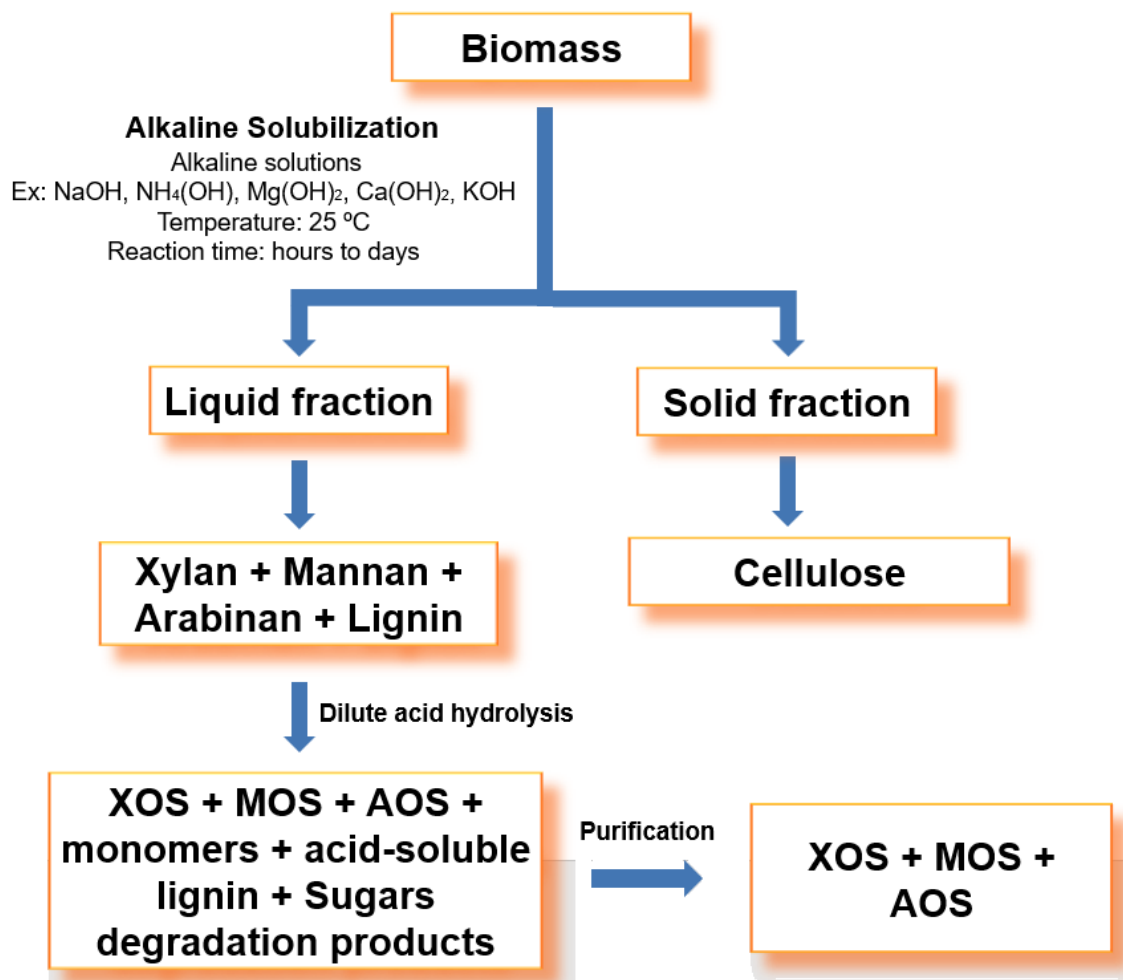 Biomass
Alkaline Solubilization
Alkaline solutions
Ex: NaOH, NH₄(OH), Mg(OH)₂, Ca(OH)₂, KOH
Temperature: 25 ºC
Reaction time: hours to days
Liquid fraction
Solid fraction
Xylan + Mannan +
Arabinan + Lignin
Cellulose
Dilute acid hydrolysis
XOS + MOS + AOS +
monomers + acid-soluble
lignin + Sugars
degradation products
Purification
XOS + MOS +
AOS